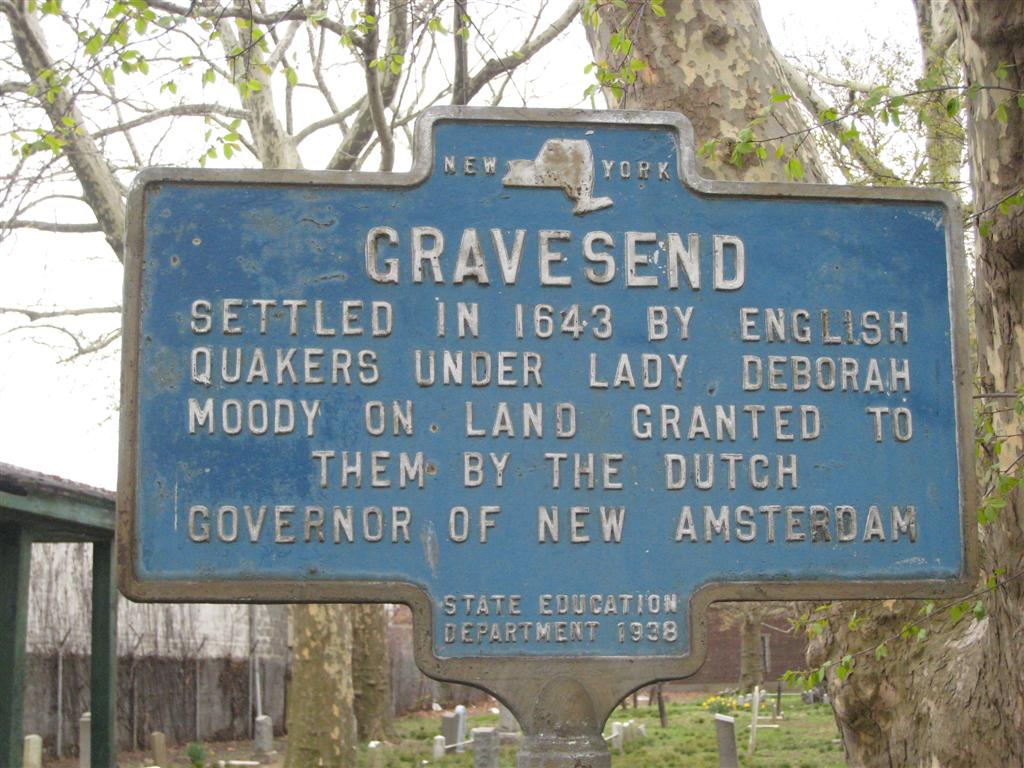 NEW YORK
GRAVESEND
SETTLED IN 1643 BY ENGLISH
QUAKERS UNDER LADY DEBORAH
MOODY ON LAND GRANTED TO
THEM BY THE DUTCH
GOVERNOR OF NEW AMSTERDAM
STATE EDUCATION
DEPARTMENT 1938